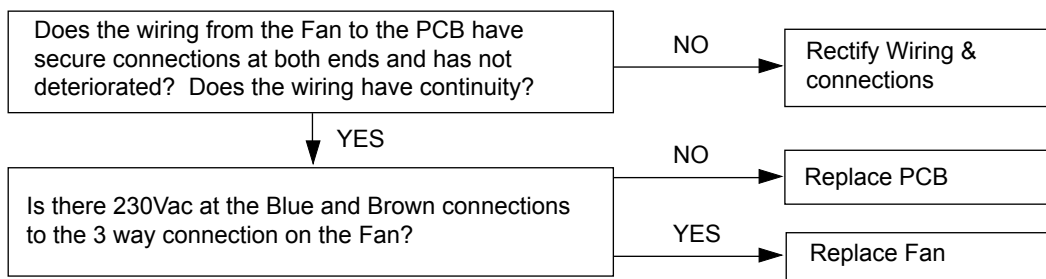 Does the wiring from the Fan to the PCB have
secure connections at both ends and has not
deteriorated?  Does the wiring have continuity?
NO
Rectify Wiring &
connections
YES
Is there 230Vac at the Blue and Brown connections
to the 3 way connection on the Fan?
NO
Replace PCB
YES
Replace Fan